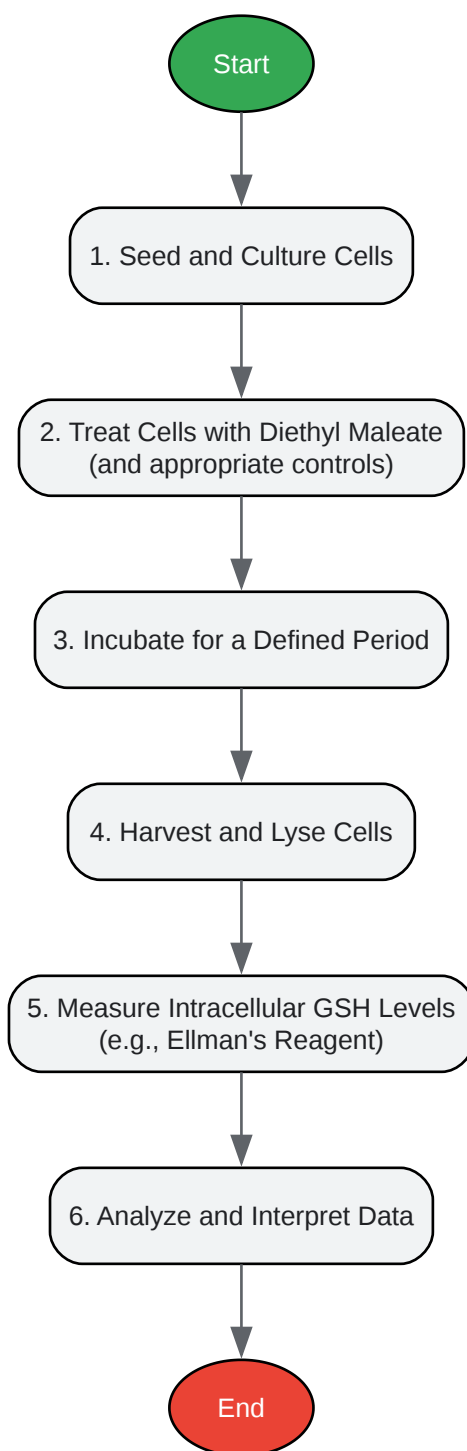 Start
1. Seed and Culture Cells
2. Treat Cells with Diethyl Maleate
(and appropriate controls)
3. Incubate for a Defined Period
4. Harvest and Lyse Cells
5. Measure Intracellular GSH Levels
(e.g., Ellman's Reagent)
6. Analyze and Interpret Data
End